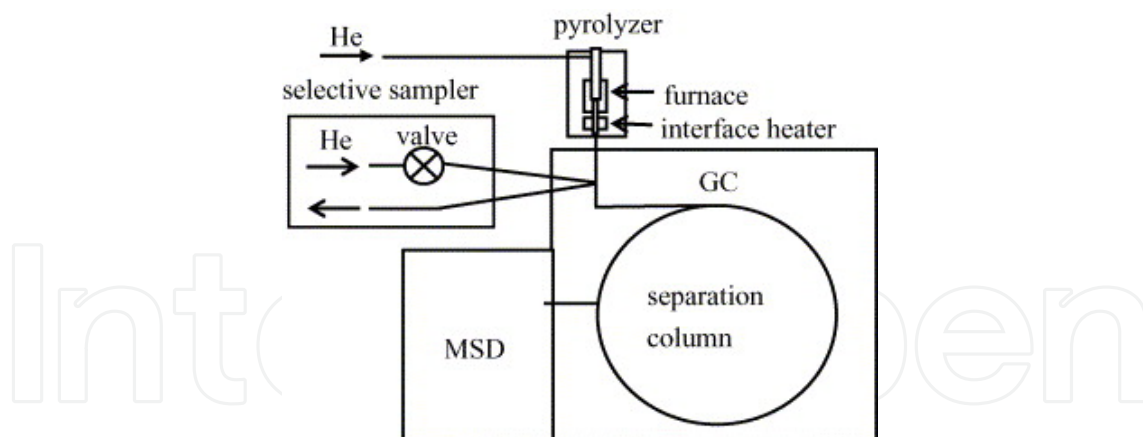 pyrolyzer
He
selective sampler
furnace
interface heater
He
valve
GC
separation
column
MSD